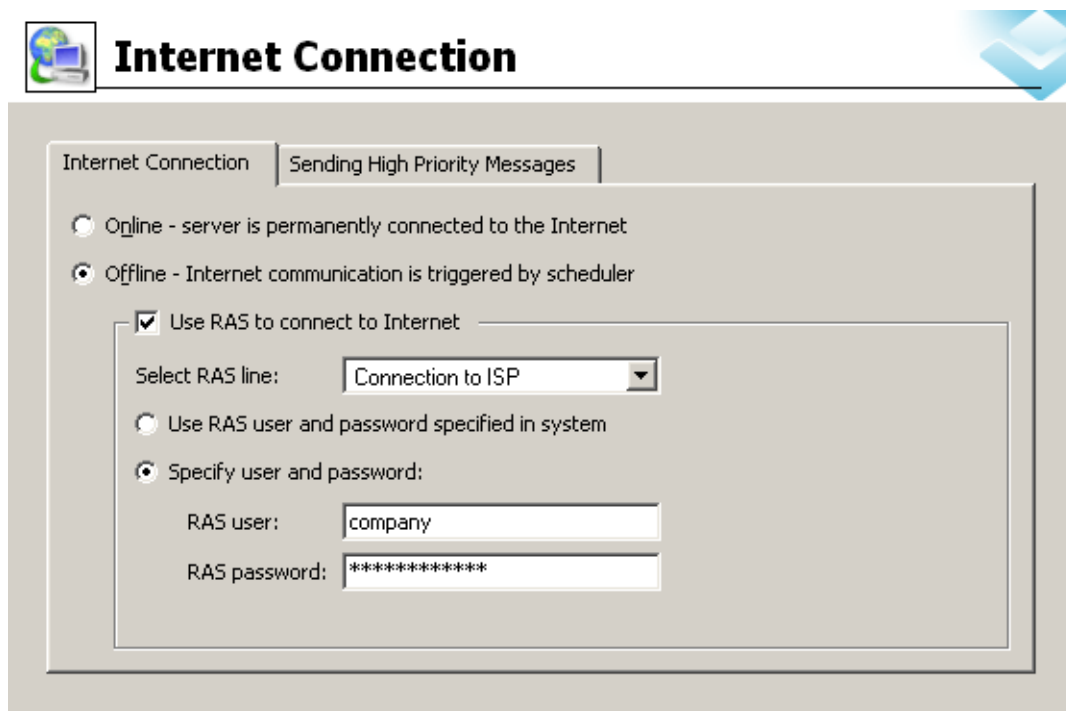 Internet Connection
Internet Connection
Sending High Priority Messages
Online - server is permanently connected to the Internet
Offline - Internet communication is triggered by scheduler
Use RAS to connect to Internet
Select RAS line:
Connection to ISP
Use RAS user and password specified in system
Specify user and password:
RAS user:
company
RAS password:
************